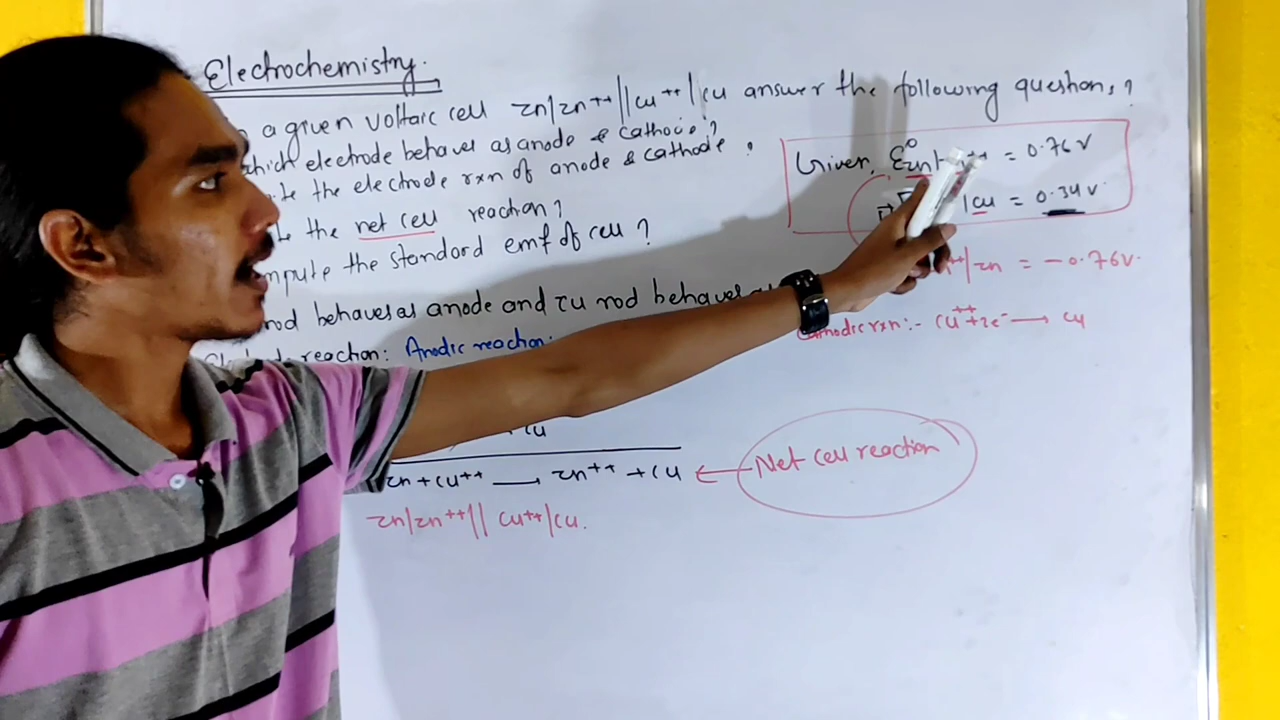 Electrochemistry.
a given voltaic cell Zn/Zn++||Cu++|Cu answer the following questions?
which electrode behaves as anode & cathode?
the electrode rxn of anode & cathode?
the net cell reaction?
compute the standard emf of cell?
Given, E°Zn|Zn++ = 0.76V
|Cu = 0.34V
++|Zn = -0.76V.
rod behaves as anode and Cu rod behaves as
Cathodic rxn:- Cu++ + 2e- → Cu
reaction: Anodic reaction:
Cu
Zn + Cu++ → Zn++ + Cu ← Net cell reaction
Zn/Zn++|| Cu++/Cu.